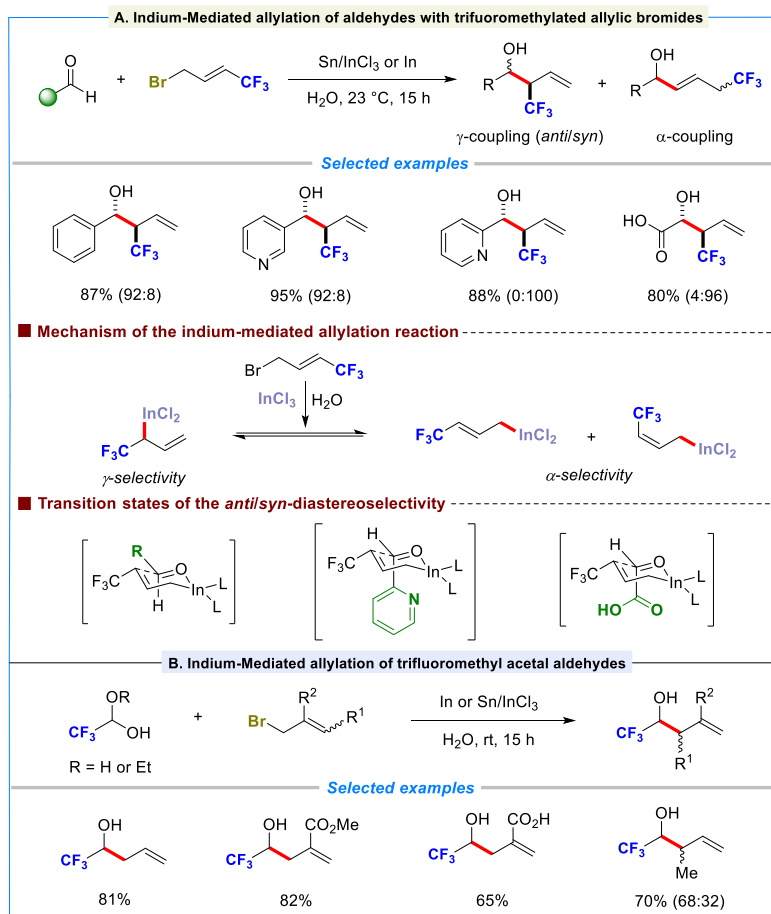 A. Indium-Mediated allylation of aldehydes with trifuoromethylated allylic bromides
O
H
+
Br
CF3
Sn/InCl3 or In
H2O, 23 °C, 15 h
OH
R
CF3
γ-coupling (anti/syn)
+
OH
R
CF3
α-coupling
Selected examples
OH
CF3
87% (92:8)
OH
N
CF3
95% (92:8)
OH
N
CF3
88% (0:100)
OH
HO
O
CF3
80% (4:96)
Mechanism of the indium-mediated allylation reaction
Br
CF3
InCl3
H2O
InCl2
F3C
γ-selectivity
F3C
InCl2
+
CF3
InCl2
α-selectivity
Transition states of the anti/syn-diastereoselectivity
R
F3C
O
In
L
L
H
H
F3C
O
In
L
L
N
H
F3C
O
In
L
L
HO
O
B. Indium-Mediated allylation of trifluoromethyl acetal aldehydes
OR
CF3
OH
R = H or Et
+
R2
Br
R1
In or Sn/InCl3
H2O, rt, 15 h
OH
R2
CF3
R1
Selected examples
OH
CF3
81%
OH
CO2Me
CF3
82%
OH
CO2H
CF3
65%
OH
CF3
Me
70% (68:32)